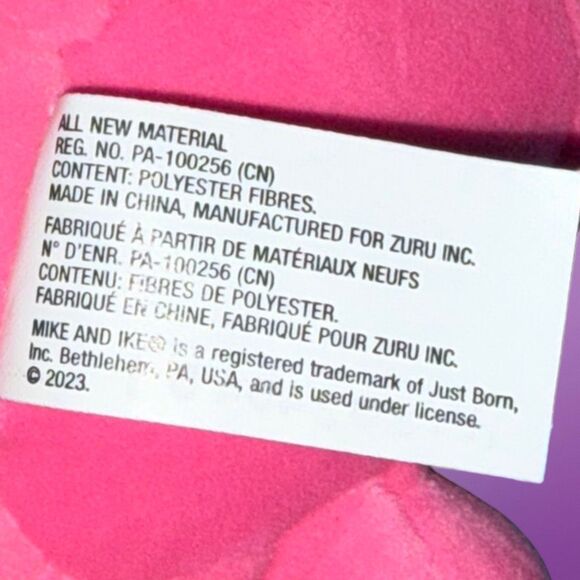 ALL NEW MATERIAL
REG. NO. PA-100256 (CN)
CONTENT: POLYESTER FIBRES.
MADE IN CHINA, MANUFACTURED FOR ZURU INC.
FABRIQUÉ À PARTIR DE MATÉRIAUX NEUFS
N° D'ENR. PA-100256 (CN)
CONTENU: FIBRES DE POLYESTER.
FABRIQUÉ EN CHINE, FABRIQUÉ POUR ZURU INC.
MIKE AND IKE® is a registered trademark of Just Born,
Inc. Bethlehem, PA, USA, and is used under license.
© 2023.